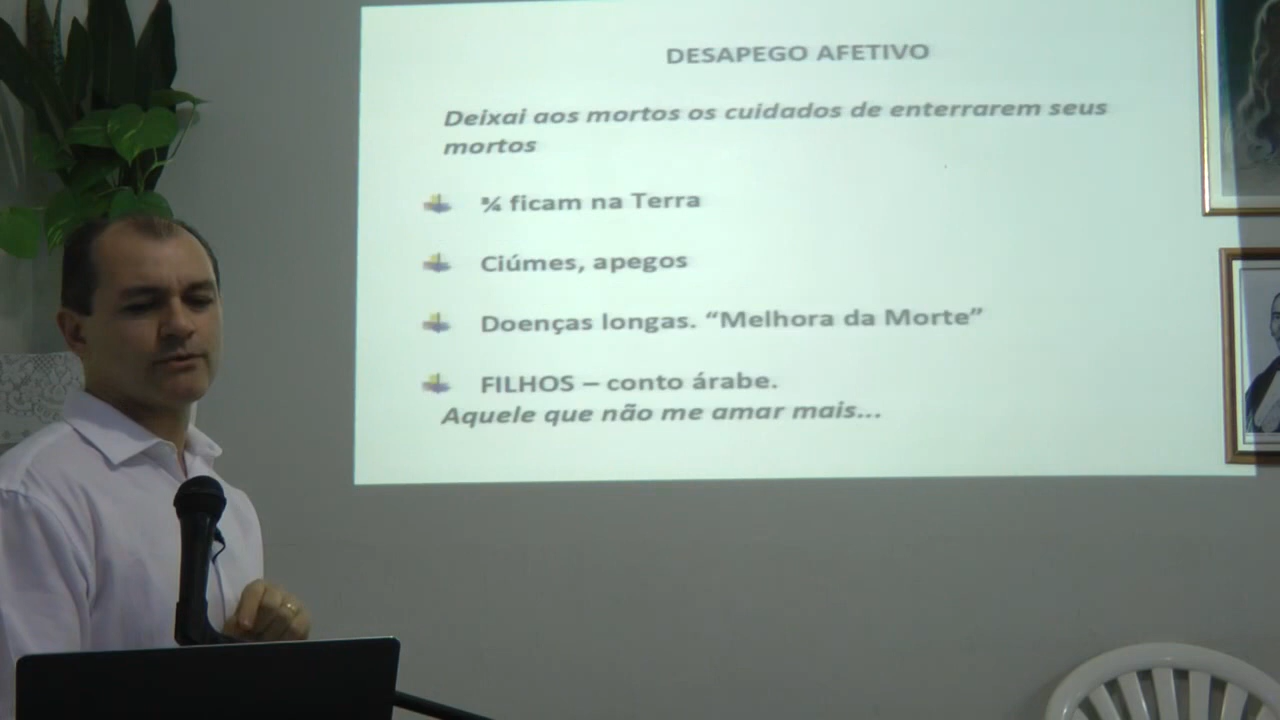 DESAPEGO AFETIVO
Deixai aos mortos os cuidados de enterrarem seus
mortos
¾ ficam na Terra
Ciúmes, apegos
Doenças longas. “Melhora da Morte”
FILHOS – conto árabe.
Aquele que não me amar mais...